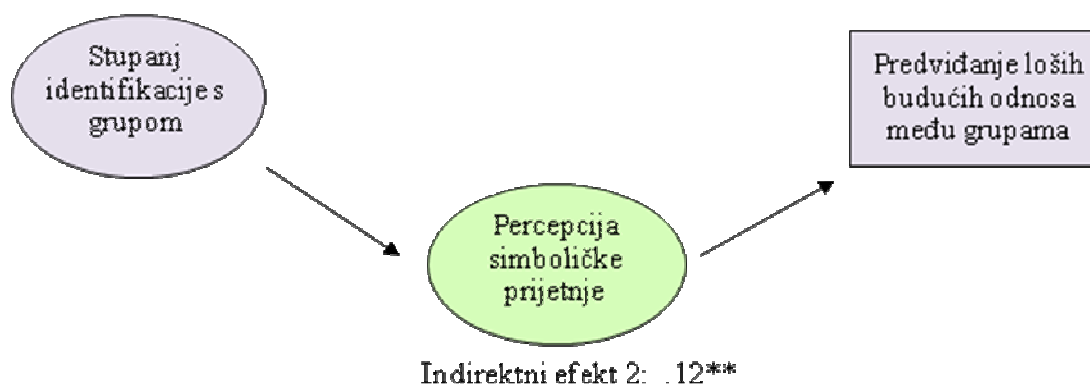 Stupanj
identifikacije s
grupom
Predviđanje loših
budućih odnosa
među grupama
Percepcija
simboličke
prijetnje
Indirektni efekt 2: .12**